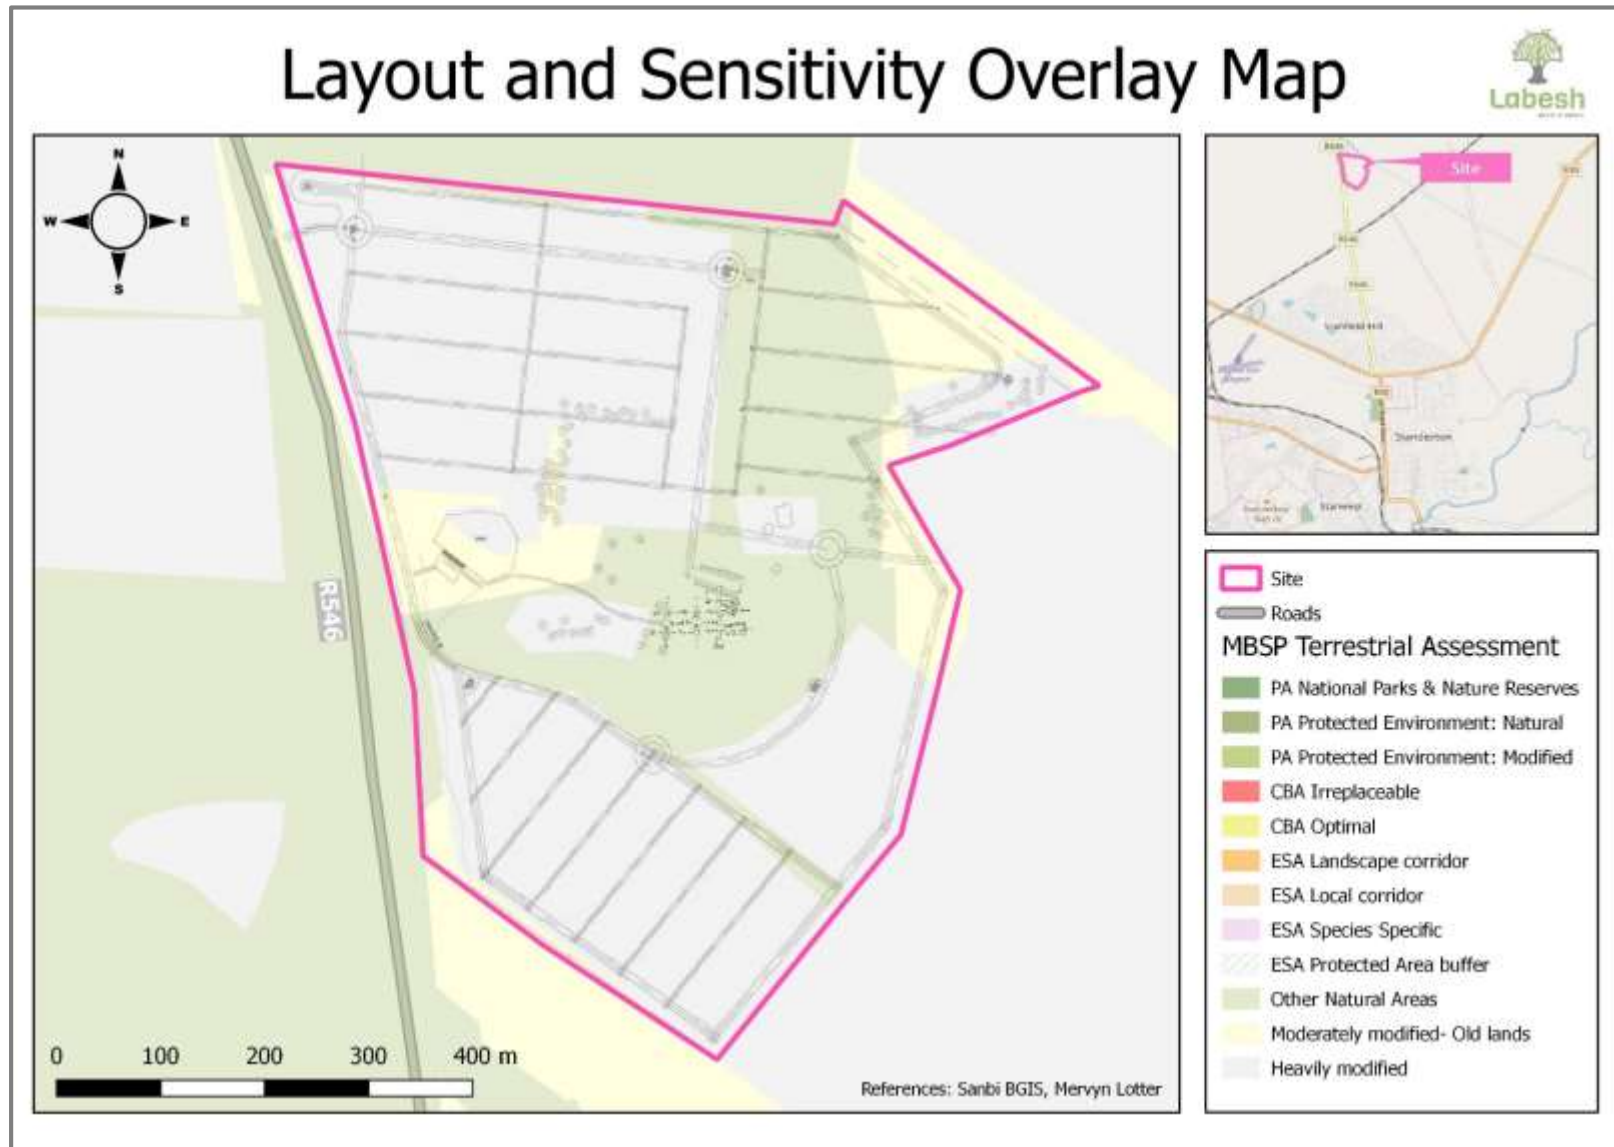 Layout and Sensitivity Overlay Map
Labesh
N
W
E
S
R546
0 100 200 300 400 m
References: Sanbi BGIS, Mervyn Lotter
Site
Standerton
Site
Roads
MBSP Terrestrial Assessment
PA National Parks & Nature Reserves
PA Protected Environment: Natural
PA Protected Environment: Modified
CBA Irreplaceable
CBA Optimal
ESA Landscape corridor
ESA Local corridor
ESA Species Specific
ESA Protected Area buffer
Other Natural Areas
Moderately modified- Old lands
Heavily modified